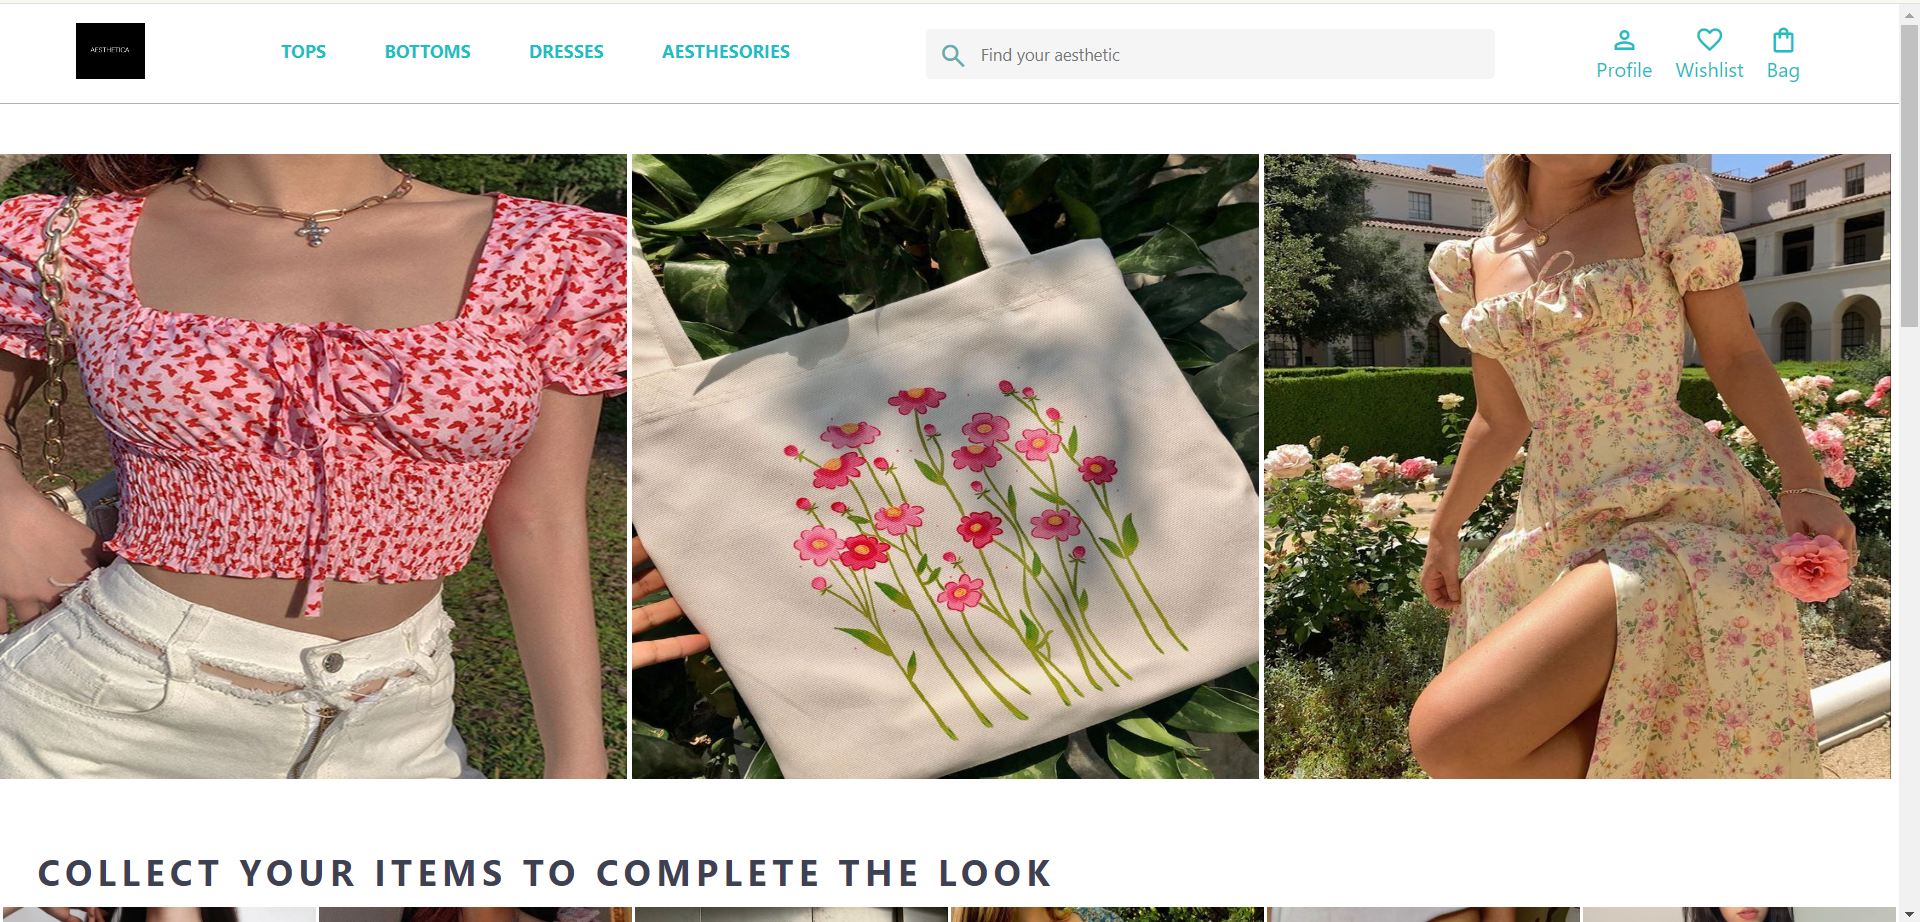 AESTHETICA
TOPS
BOTTOMS
DRESSES
AESTHESORIES
Find your aesthetic
Profile
Wishlist
Bag
COLLECT YOUR ITEMS TO COMPLETE THE LOOK